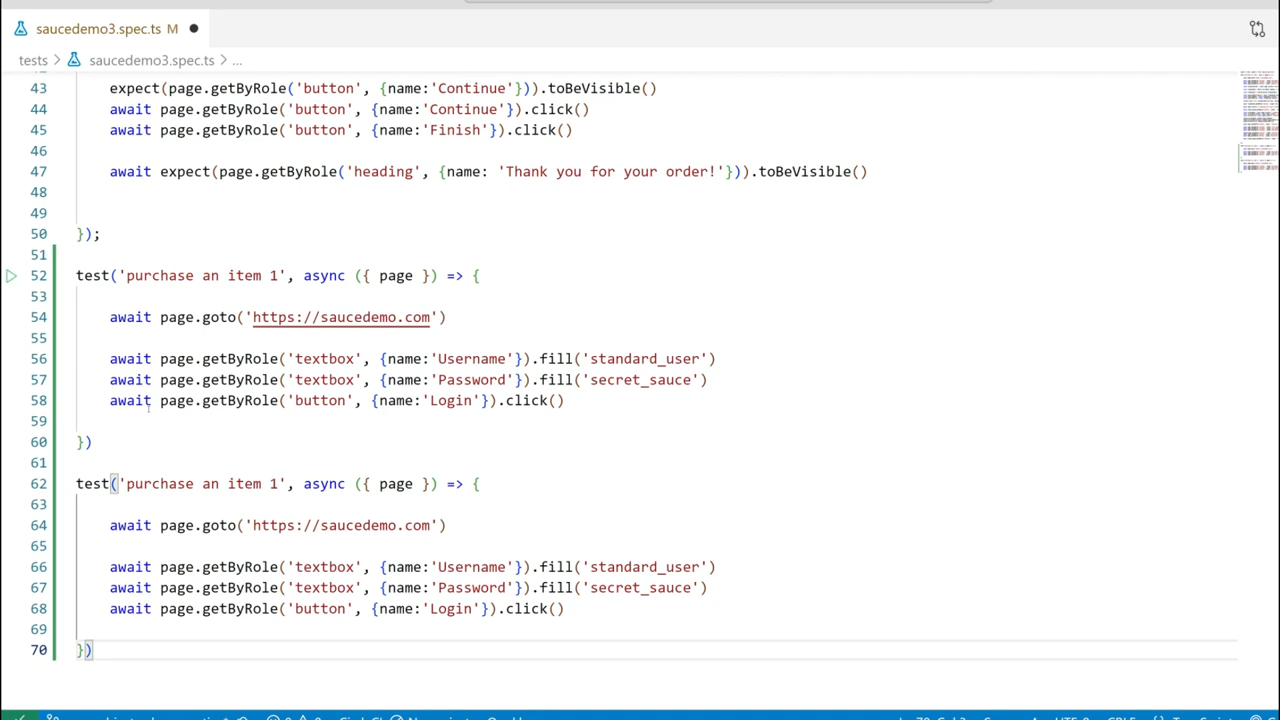 saucedemo3.spec.ts M
tests > saucedemo3.spec.ts > ...
43 expect(page.getByRole('button', {name:'Continue'})).toBeVisible()
44 await page.getByRole('button', {name:'Continue'}).click()
45 await page.getByRole('button', {name:'Finish'}).click()
46
47 await expect(page.getByRole('heading', {name: 'Thank you for your order!'})).toBeVisible()
48
49
50 });
51
52 test('purchase an item 1', async ({ page }) => {
53
54 await page.goto('https://saucedemo.com')
55
56 await page.getByRole('textbox', {name:'Username'}).fill('standard_user')
57 await page.getByRole('textbox', {name:'Password'}).fill('secret_sauce')
58 await page.getByRole('button', {name:'Login'}).click()
59
60 })
61
62 test('purchase an item 1', async ({ page }) => {
63
64 await page.goto('https://saucedemo.com')
65
66 await page.getByRole('textbox', {name:'Username'}).fill('standard_user')
67 await page.getByRole('textbox', {name:'Password'}).fill('secret_sauce')
68 await page.getByRole('button', {name:'Login'}).click()
69
70 })